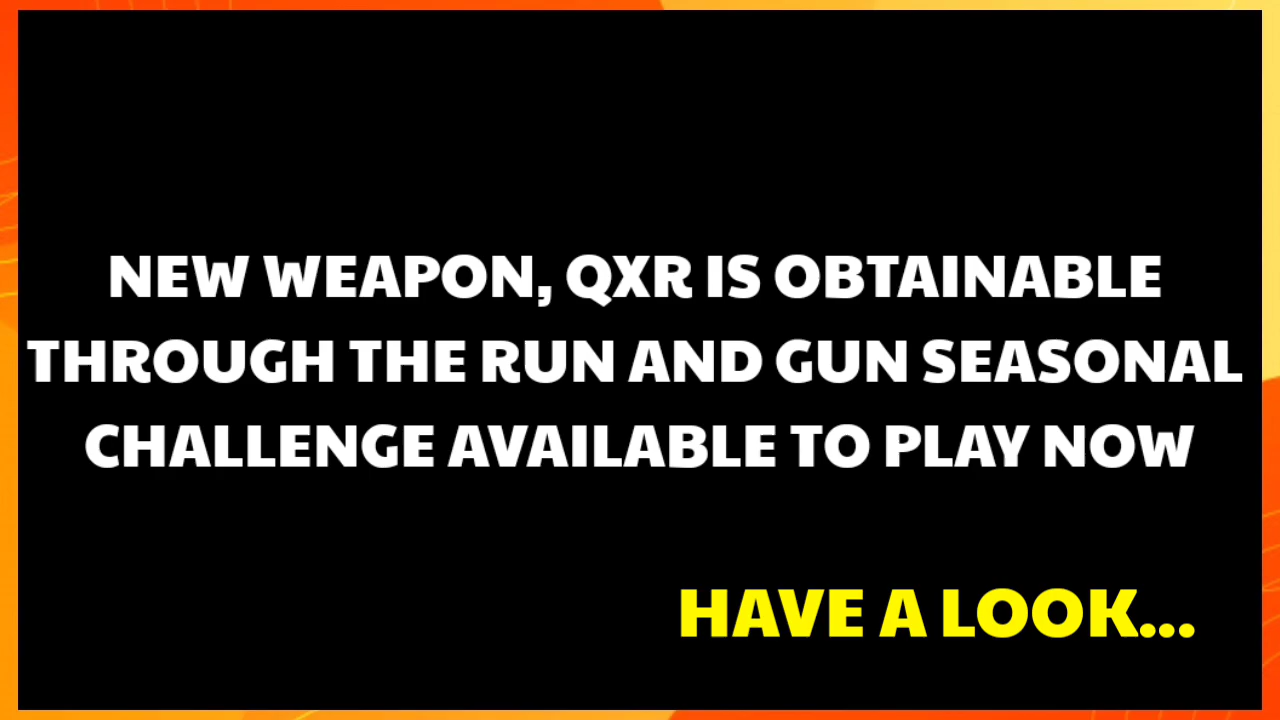 NEW WEAPON, QXR IS OBTAINABLE
THROUGH THE RUN AND GUN SEASONAL
CHALLENGE AVAILABLE TO PLAY NOW
HAVE A LOOK...